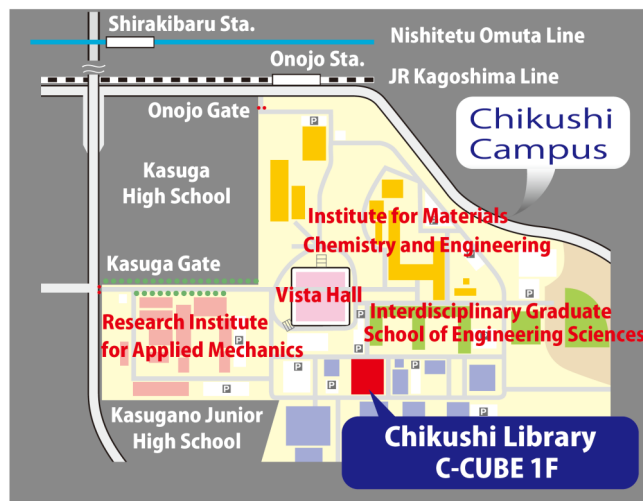 Shirakibaru Sta.
Nishitetu Omuta Line
Onojo Sta.
JR Kagoshima Line
Onojo Gate
P
Chikushi
Campus
Kasuga
High School
Institute for Materials
Chemistry and Engineering
Kasuga Gate
Vista Hall
P
Interdisciplinary Graduate
School of Engineering Sciences
P
Research Institute
for Applied Mechanics
P
P
P
P
P
Kasugano Junior
High School
Chikushi Library
C-CUBE 1F